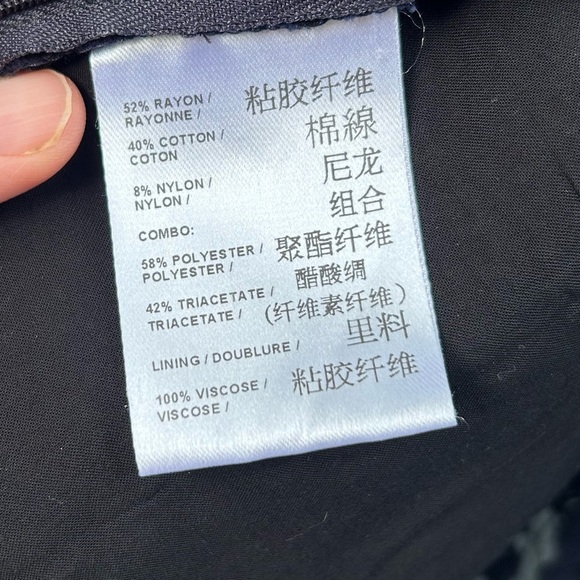 52% RAYON / 粘胶纤维
RAYONNE /
40% COTTON / 棉線
COTON
8% NYLON / 尼龙
NYLON /
COMBO: 组合
58% POLYESTER / 聚酯纤维
POLYESTER /
42% TRIACETATE / 醋酸绸
TRIACETATE / (纤维素纤维)
LINING / DOUBLURE / 里料
100% VISCOSE / 粘胶纤维
VISCOSE /